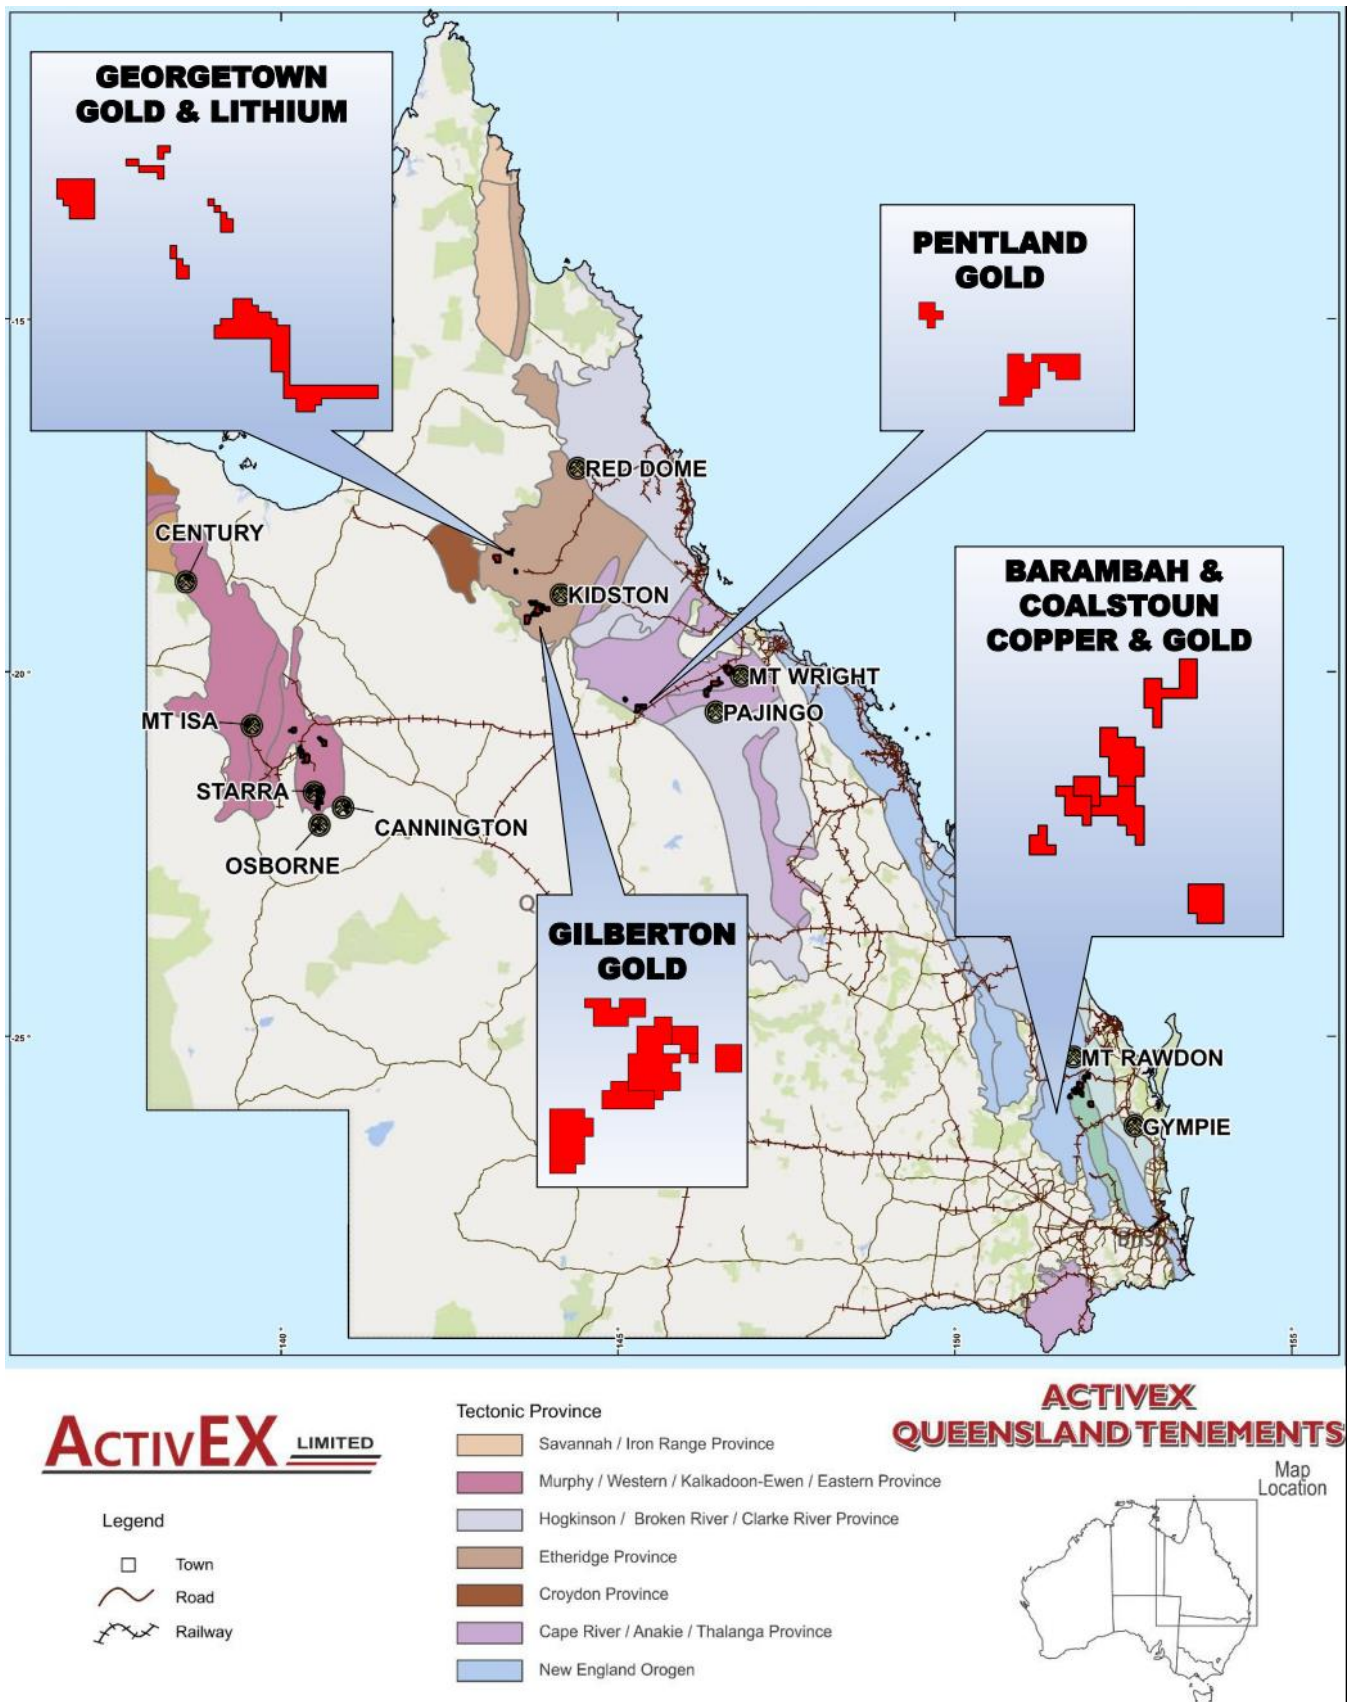 GEORGETOWN
GOLD & LITHIUM
PENTLAND
GOLD
BARAMBAH &
COALSTOUN
COPPER & GOLD
GILBERTON
GOLD
RED DOME
CENTURY
KIDSTON
MT WRIGHT
PAJINGO
MT ISA
STARRA
CANNINGTON
OSBORNE
MT RAWDON
GYMPIE
-15°
-20°
-25°
140°
145°
150°
155°
ACTIVEX LIMITED
Legend
Town
Road
Railway
Tectonic Province
Savannah / Iron Range Province
Murphy / Western / Kalkadoon-Ewen / Eastern Province
Hogkinson / Broken River / Clarke River Province
Etheridge Province
Croydon Province
Cape River / Anakie / Thalanga Province
New England Orogen
ACTIVEX
QUEENSLAND TENEMENTS
Map
Location